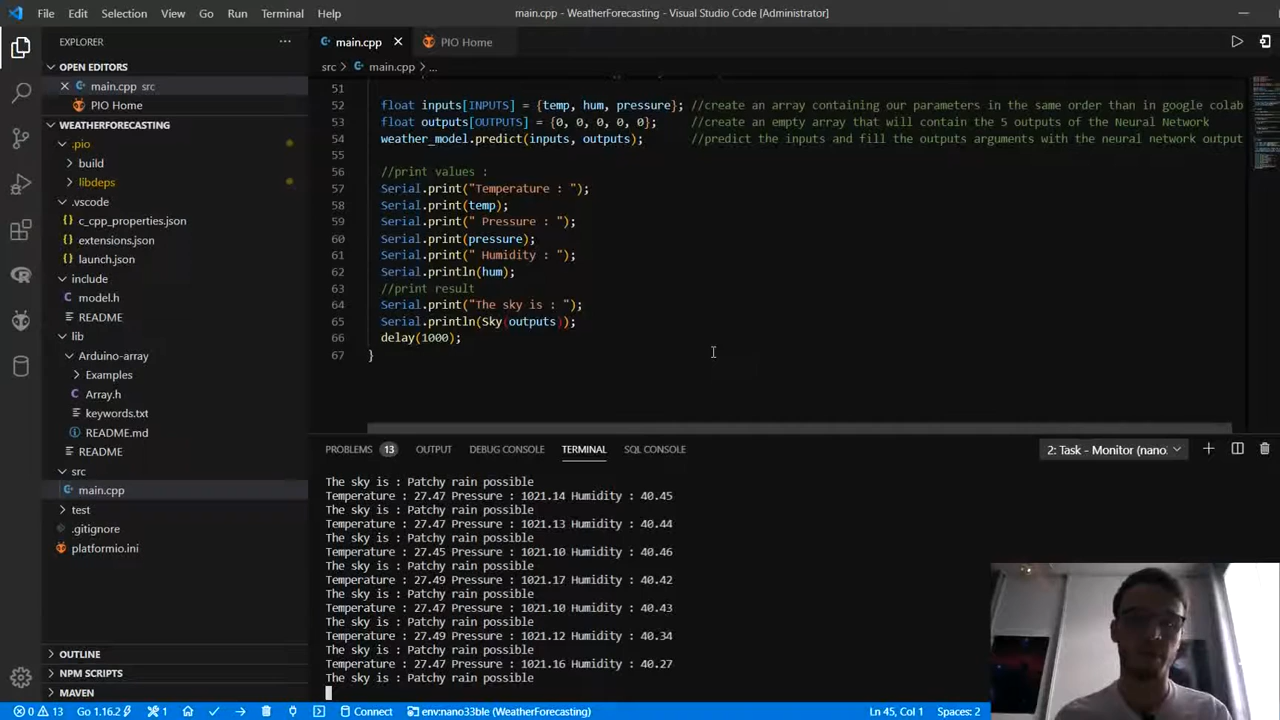 File Edit Selection View Go Run Terminal Help
main.cpp - WeatherForecasting - Visual Studio Code [Administrator]
EXPLORER
OPEN EDITORS
main.cpp src
PIO Home
WEATHERFORECASTING
.pio
build
libdeps
.vscode
c_cpp_properties.json
extensions.json
launch.json
include
model.h
README
lib
Arduino-array
Examples
Array.h
keywords.txt
README.md
README
src
main.cpp
test
.gitignore
platformio.ini
OUTLINE
NPM SCRIPTS
MAVEN
main.cpp
PIO Home
src > main.cpp > ...
51
52 float inputs[INPUTS] = {temp, hum, pressure}; //create an array containing our parameters in the same order than in google colab
53 float outputs[OUTPUTS] = {0, 0, 0, 0, 0}; //create an empty array that will contain the 5 outputs of the Neural Network
54 weather_model.predict(inputs, outputs); //predict the inputs and fill the outputs arguments with the neural network output
55
56 //print values :
57 Serial.print("Temperature : ");
58 Serial.print(temp);
59 Serial.print(" Pressure : ");
60 Serial.print(pressure);
61 Serial.print(" Humidity : ");
62 Serial.println(hum);
63 //print result
64 Serial.print("The sky is : ");
65 Serial.println(Sky(outputs));
66 delay(1000);
67 }
PROBLEMS 13 OUTPUT DEBUG CONSOLE TERMINAL SQL CONSOLE
2: Task - Monitor (nano:
The sky is : Patchy rain possible
Temperature : 27.47 Pressure : 1021.14 Humidity : 40.45
The sky is : Patchy rain possible
Temperature : 27.47 Pressure : 1021.13 Humidity : 40.44
The sky is : Patchy rain possible
Temperature : 27.45 Pressure : 1021.10 Humidity : 40.46
The sky is : Patchy rain possible
Temperature : 27.49 Pressure : 1021.17 Humidity : 40.42
The sky is : Patchy rain possible
Temperature : 27.47 Pressure : 1021.10 Humidity : 40.43
The sky is : Patchy rain possible
Temperature : 27.49 Pressure : 1021.12 Humidity : 40.34
The sky is : Patchy rain possible
Temperature : 27.47 Pressure : 1021.16 Humidity : 40.27
The sky is : Patchy rain possible
0 13 Go 1.16.2 1 Connect env:nano33ble (WeatherForecasting) Ln 45, Col 1 Spaces: 2